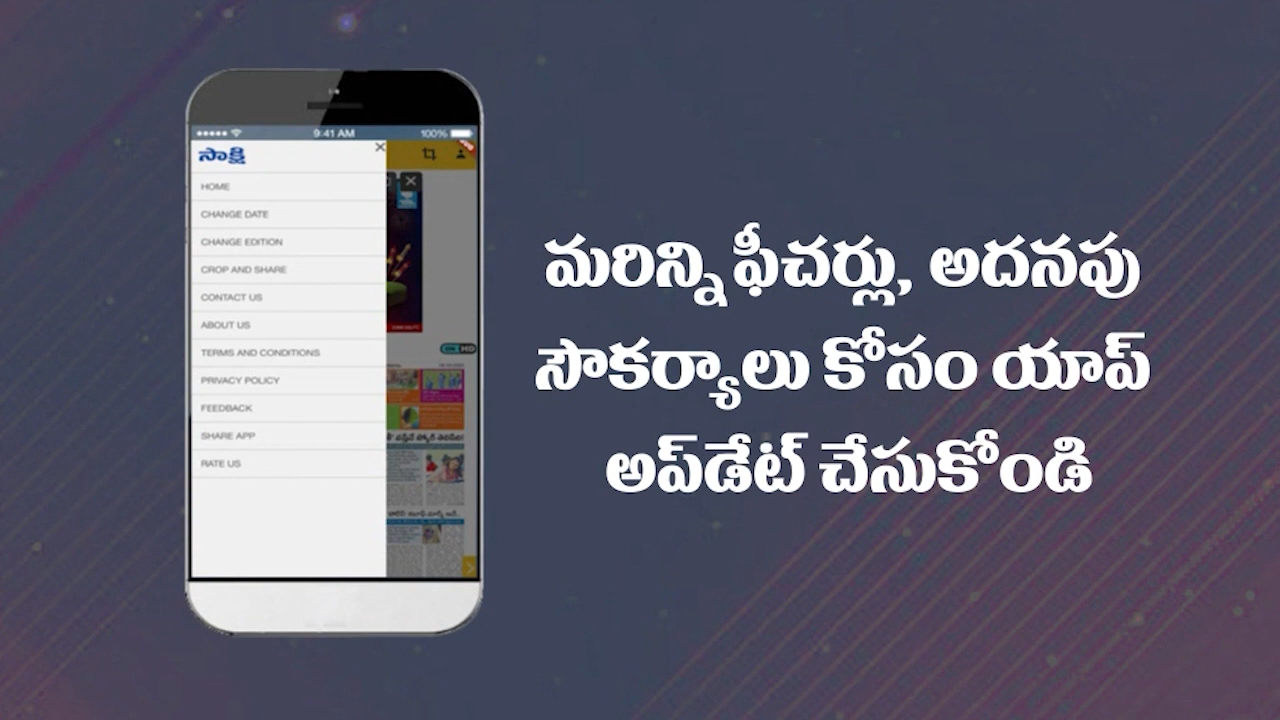 9:41 AM
100%
సాక్షి
HOME
CHANGE DATE
CHANGE EDITION
CROP AND SHARE
CONTACT US
ABOUT US
TERMS AND CONDITIONS
PRIVACY POLICY
FEEDBACK
SHARE APP
RATE US
HD
మరిన్ని ఫీచర్లు, అదనపు
సౌకర్యాలు కోసం యాప్
అప్‌డేట్ చేసుకోండి